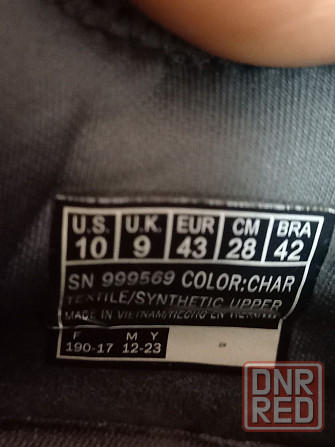 U.S. U.K. EUR CM BRA
10 9 43 28 42
SN 999569 COLOR:CHAR
TEXTILE/SYNTHETIC UPPER
MADE IN VIETNAM/HECHO EN VIETNAM
F M Y
190-17 12-23
DNR
RED